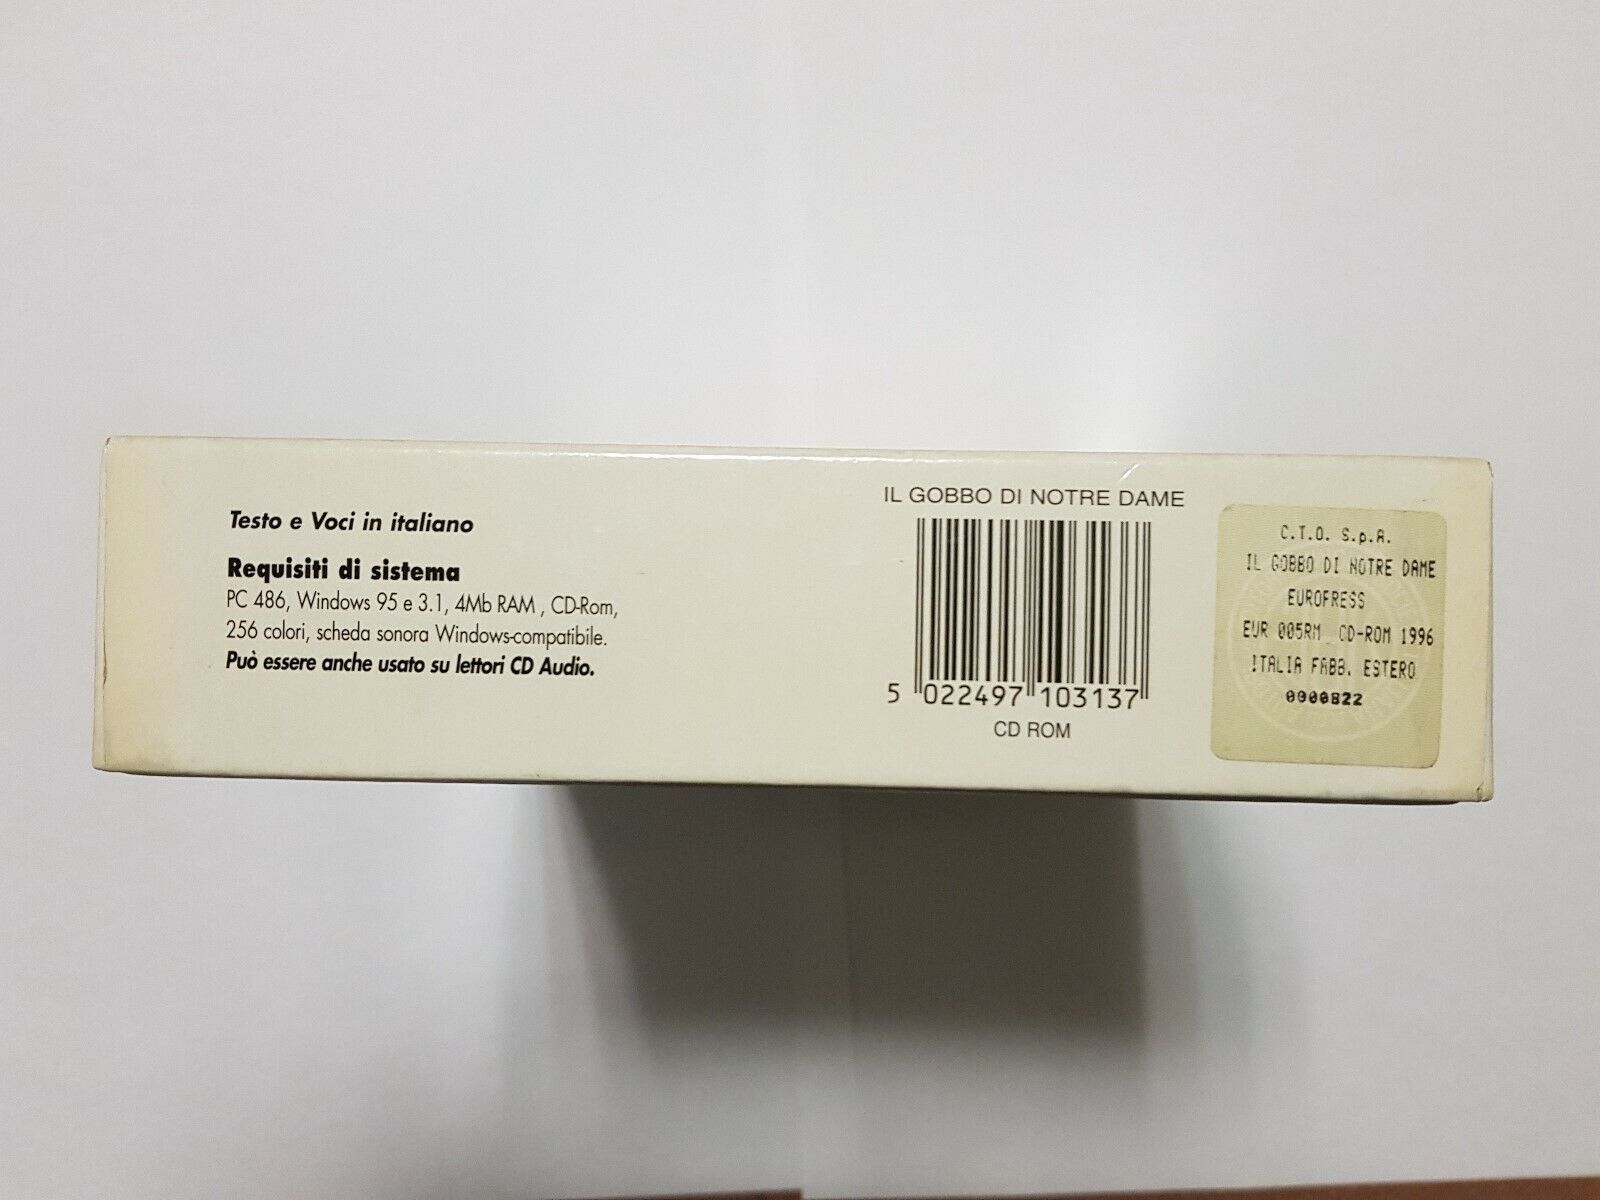 Testo e Voci in italiano
Requisiti di sistema
PC 486, Windows 95 e 3.1, 4Mb RAM , CD-Rom,
256 colori, scheda sonora Windows-compatibile.
Può essere anche usato su lettori CD Audio.
IL GOBBO DI NOTRE DAME
5 022497 103137
CD ROM
C.T.O. S.p.A.
IL GOBBO DI NOTRE DAME
EUROPRESS
EUR 005RM CD-ROM 1996
ITALIA FABB. ESTERO
0000822